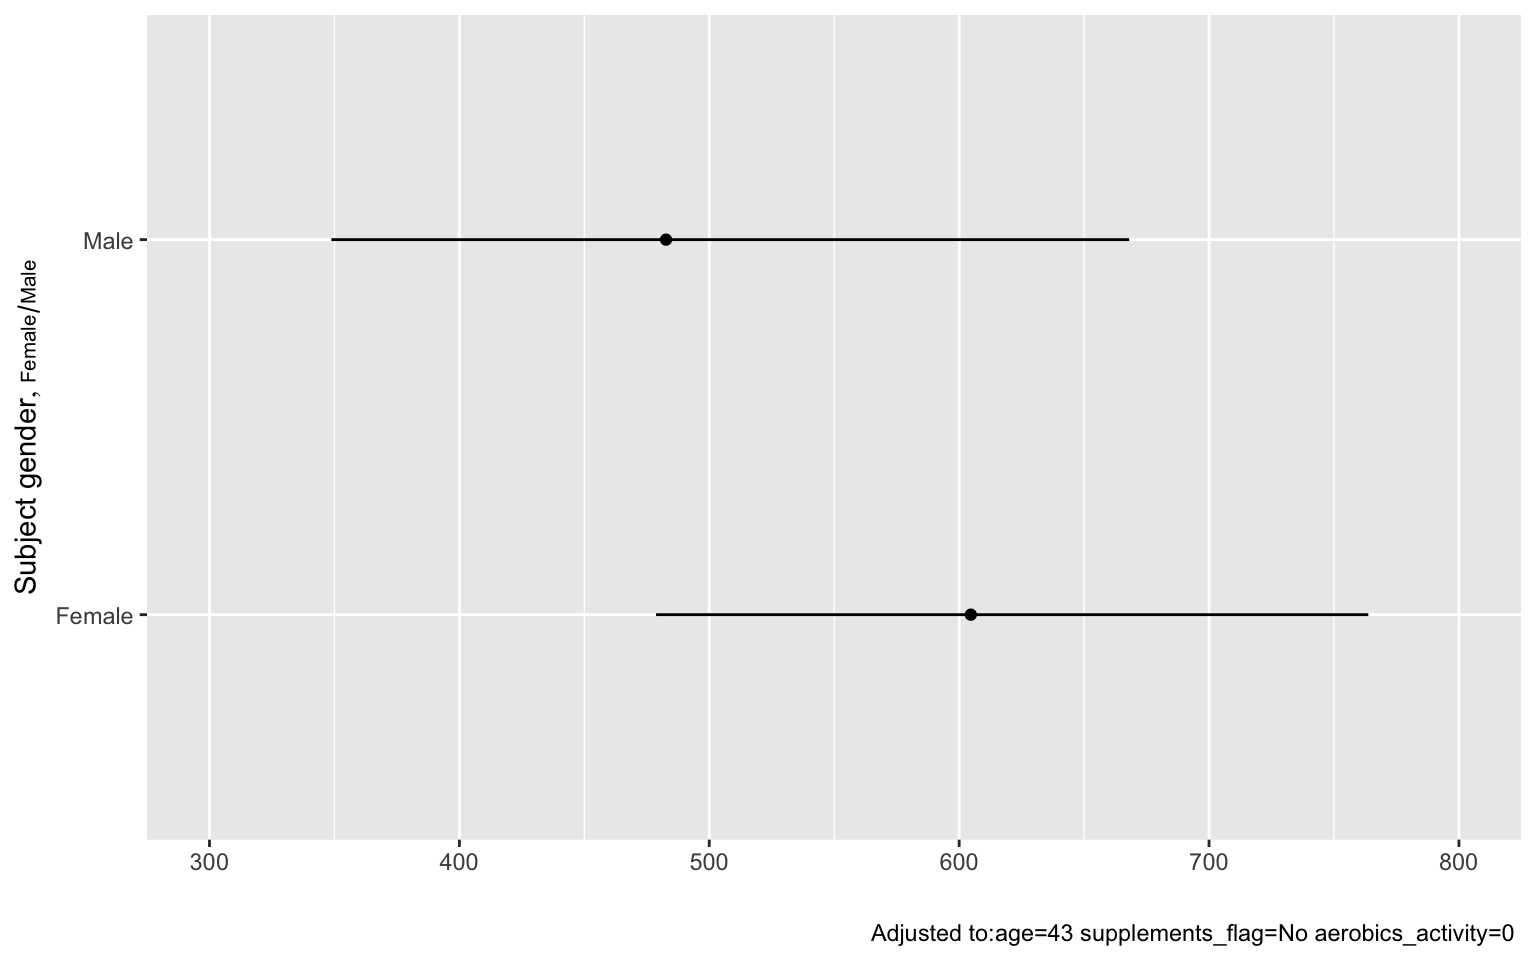 Male
Subject gender, Female/Male
Female
300 400 500 600 700 800
Adjusted to:age=43 supplements_flag=No aerobics_activity=0